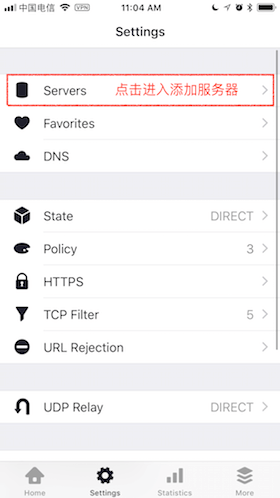 中国电信 VPN 11:04 AM
Settings
Servers 点击进入添加服务器
Favorites
DNS
State DIRECT
Policy 3
HTTPS
TCP Filter 5
URL Rejection
UDP Relay DIRECT
Home Settings Statistics More